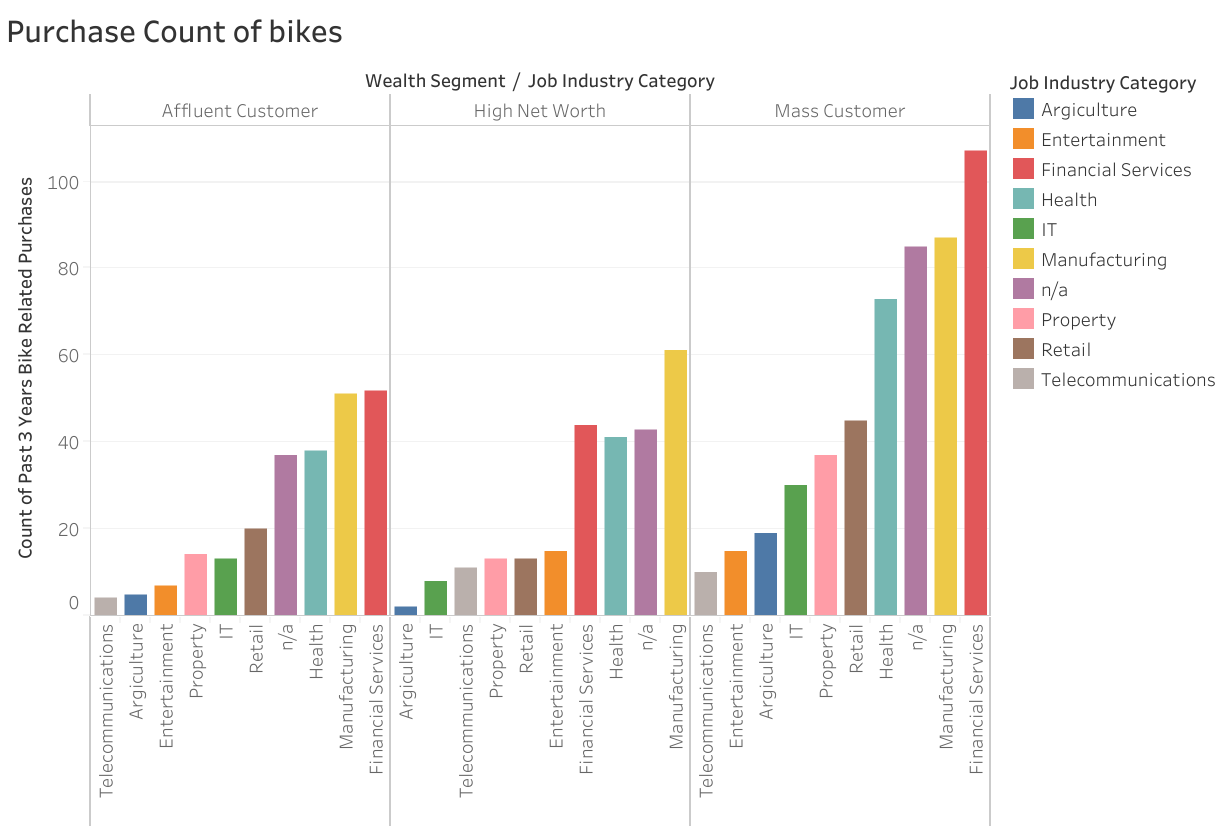 Purchase Count of bikes
Wealth Segment / Job Industry Category
Affluent Customer
High Net Worth
Mass Customer
Count of Past 3 Years Bike Related Purchases
100
80
60
40
20
0
Telecommunications
Argiculture
Entertainment
Property
IT
Retail
n/a
Health
Manufacturing
Financial Services
Argiculture
IT
Telecommunications
Property
Retail
Entertainment
Financial Services
Health
n/a
Manufacturing
Telecommunications
Entertainment
Argiculture
IT
Property
Retail
Health
n/a
Manufacturing
Financial Services
Job Industry Category
Argiculture
Entertainment
Financial Services
Health
IT
Manufacturing
n/a
Property
Retail
Telecommunications